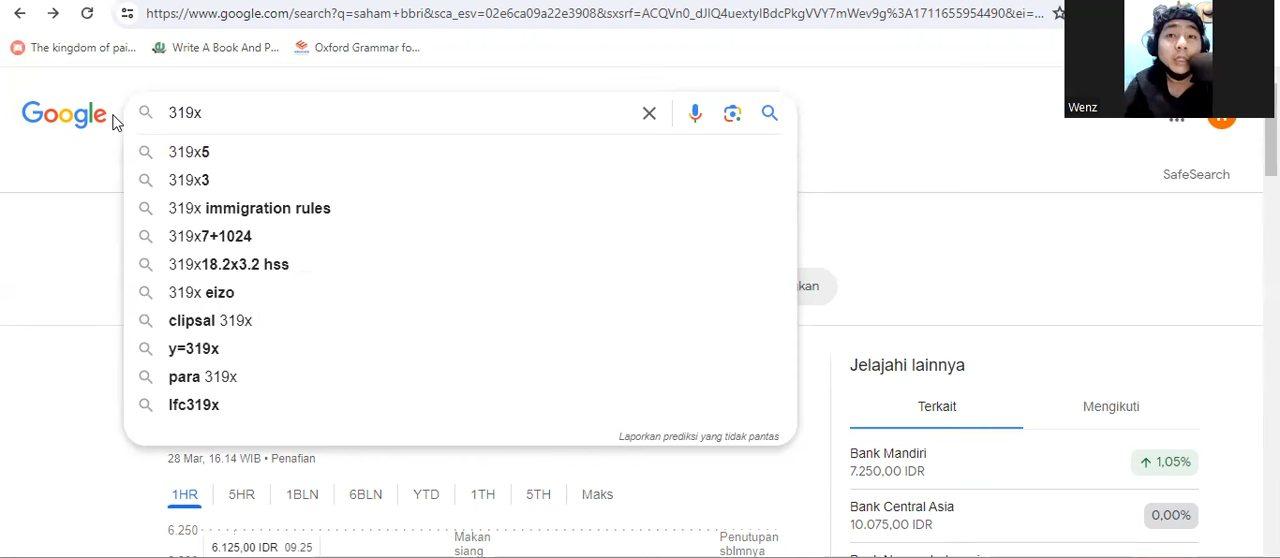 https://www.google.com/search?q=saham+bbri&sca_esv=02e6ca09a22e3908&sxsrf=ACQVn0_dJIQ4uextyIBdcPkgVVY7mWev9g%3A1711655954490&ei=...
The kingdom of pai...
Write A Book And P...
Oxford Grammar fo...
Wenz
Google
319x
SafeSearch
319x5
319x3
319x immigration rules
319x7+1024
319x18.2x3.2 hss
319x eizo
clipsal 319x
y=319x
para 319x
lfc319x
Laporkan prediksi yang tidak pantas
kan
Jelajahi lainnya
Terkait
Mengikuti
Bank Mandiri
7.250,00 IDR
1,05%
Bank Central Asia
10.075,00 IDR
0,00%
28 Mar, 16.14 WIB • Penafian
1HR 5HR 1BLN 6BLN YTD 1TH 5TH Maks
6.250
6.125,00 IDR 09.25
Makan
siang
Penutupan
sblmnya